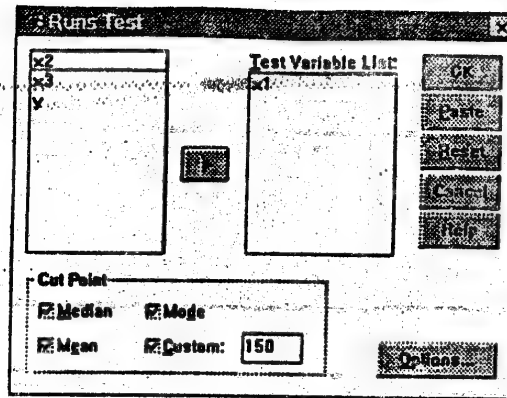 Runs Test
x2
x3
y
Test Variable List:
x1
OK
Paste
Reset
Cancel
Help
Cut Point
Median
Mode
Mean
Custom: 150
Options...